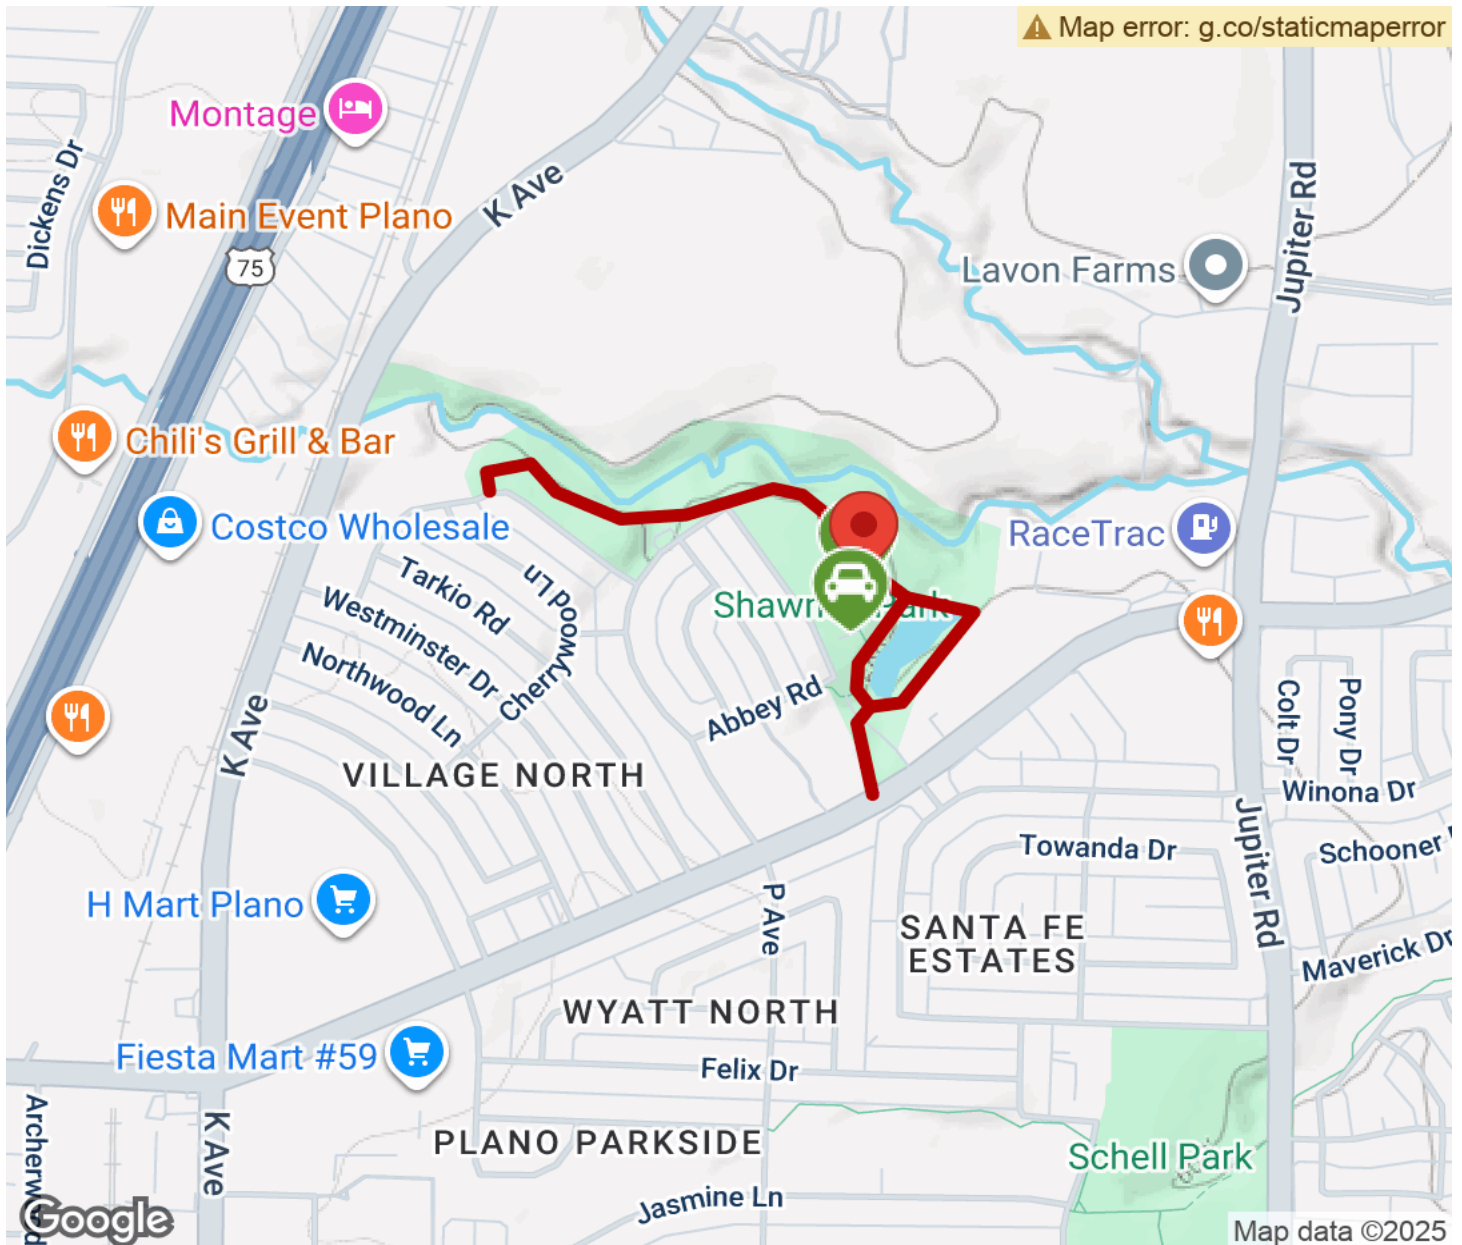 Map error: g.co/staticmaperror
Montage
Dickens Dr
K Ave
Jupiter Rd
Main Event Plano
75
Lavon Farms
Chili's Grill & Bar
Costco Wholesale
RaceTrac
Tarkio Rd
Cherrywood Ln
Westminster Dr
Northwood Ln
Abbey Rd
K Ave
Colt Dr
Pony Dr
VILLAGE NORTH
Winona Dr
Jupiter Rd
Towanda Dr
Schooner
H Mart Plano
P Ave
SANTA FE
ESTATES
Maverick Dr
WYATT NORTH
Fiesta Mart #59
Felix Dr
K Ave
PLANO PARKSIDE
Schell Park
Jasmine Ln
Google
Map data ©2025